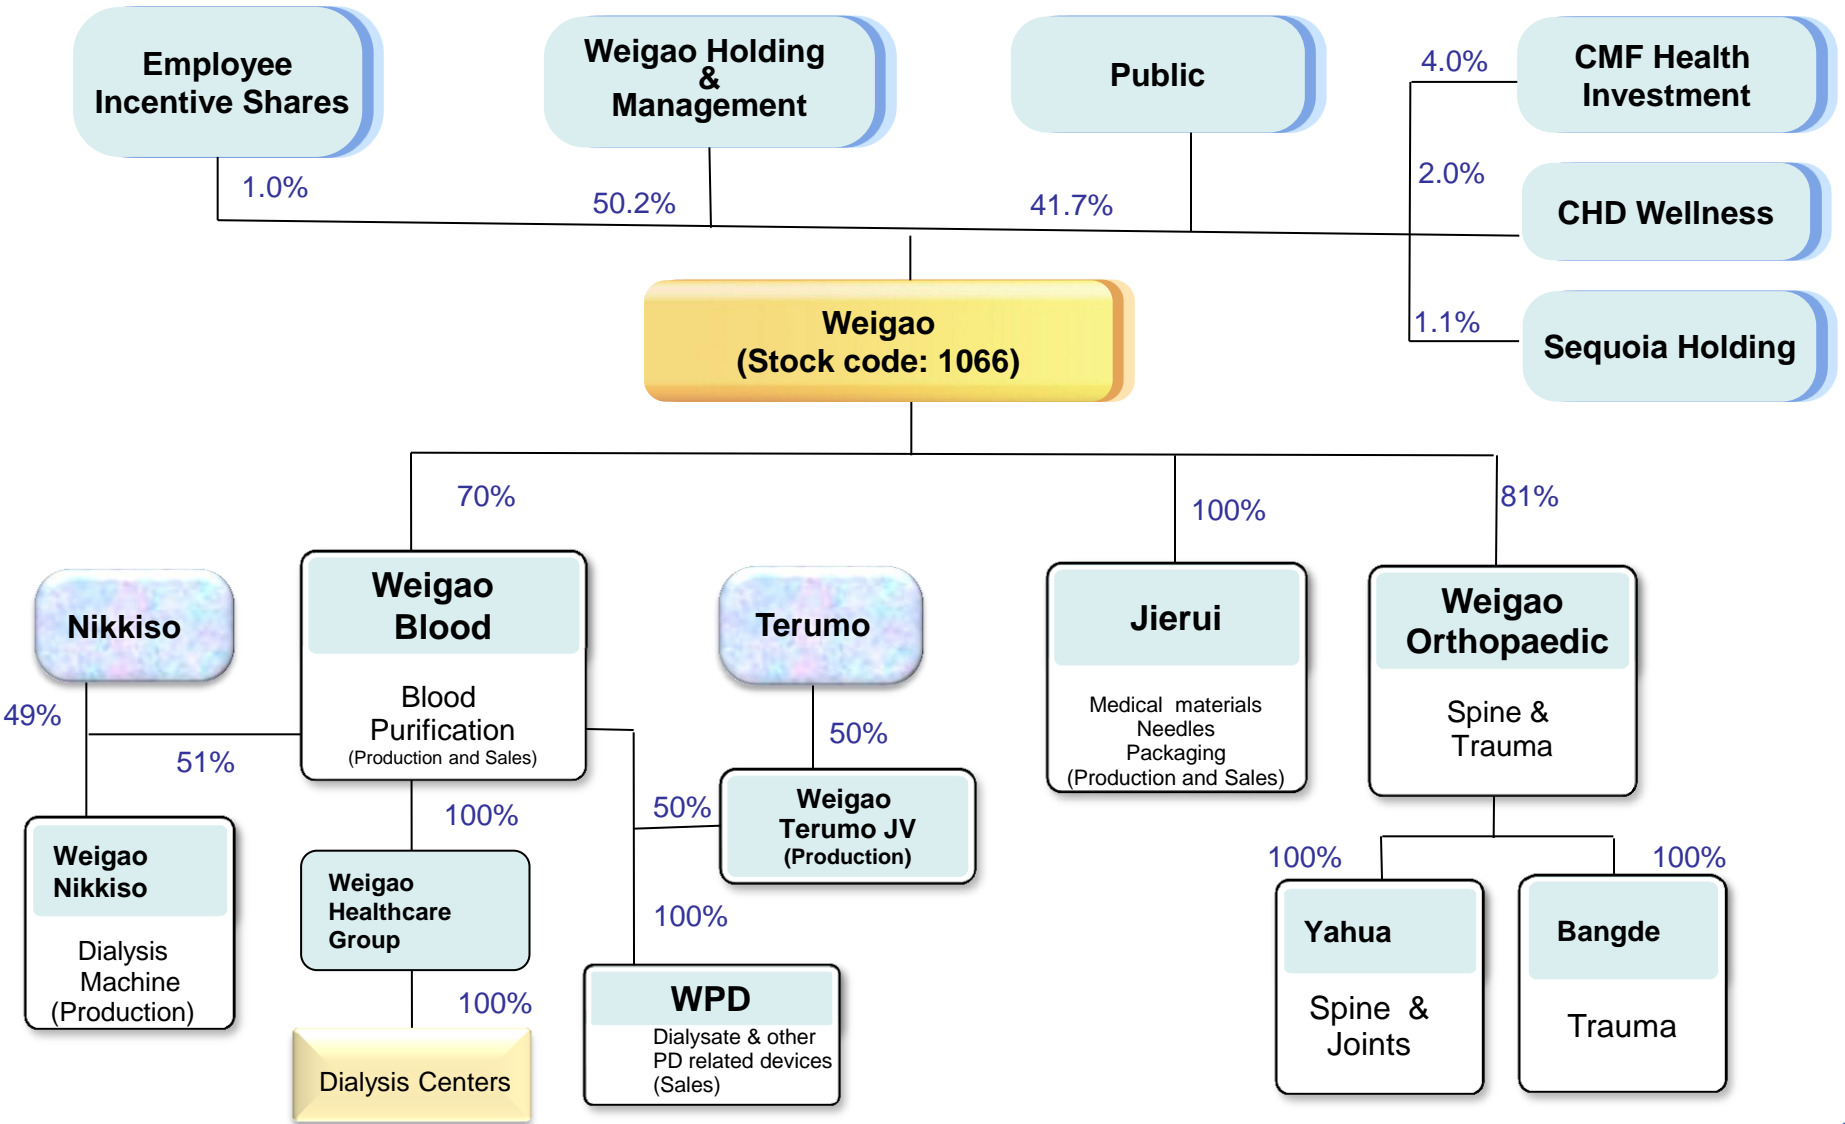 Employee
Incentive Shares
Weigao Holding
&
Management
Public
4.0%
CMF Health
Investment
1.0%
50.2%
41.7%
2.0%
CHD Wellness
1.1%
Sequoia Holding
Weigao
(Stock code: 1066)
70%
100%
81%
Nikkiso
Weigao
Blood
Blood
Purification
(Production and Sales)
Terumo
Jierui
Medical materials
Needles
Packaging
(Production and Sales)
Weigao
Orthopaedic
Spine &
Trauma
49%
51%
50%
100%
50%
Weigao
Terumo JV
(Production)
100%
100%
Weigao
Nikkiso
Dialysis
Machine
(Production)
Weigao
Healthcare
Group
100%
100%
Dialysis Centers
WPD
Dialysate & other
PD related devices
(Sales)
Yahua
Spine &
Joints
Bangde
Trauma